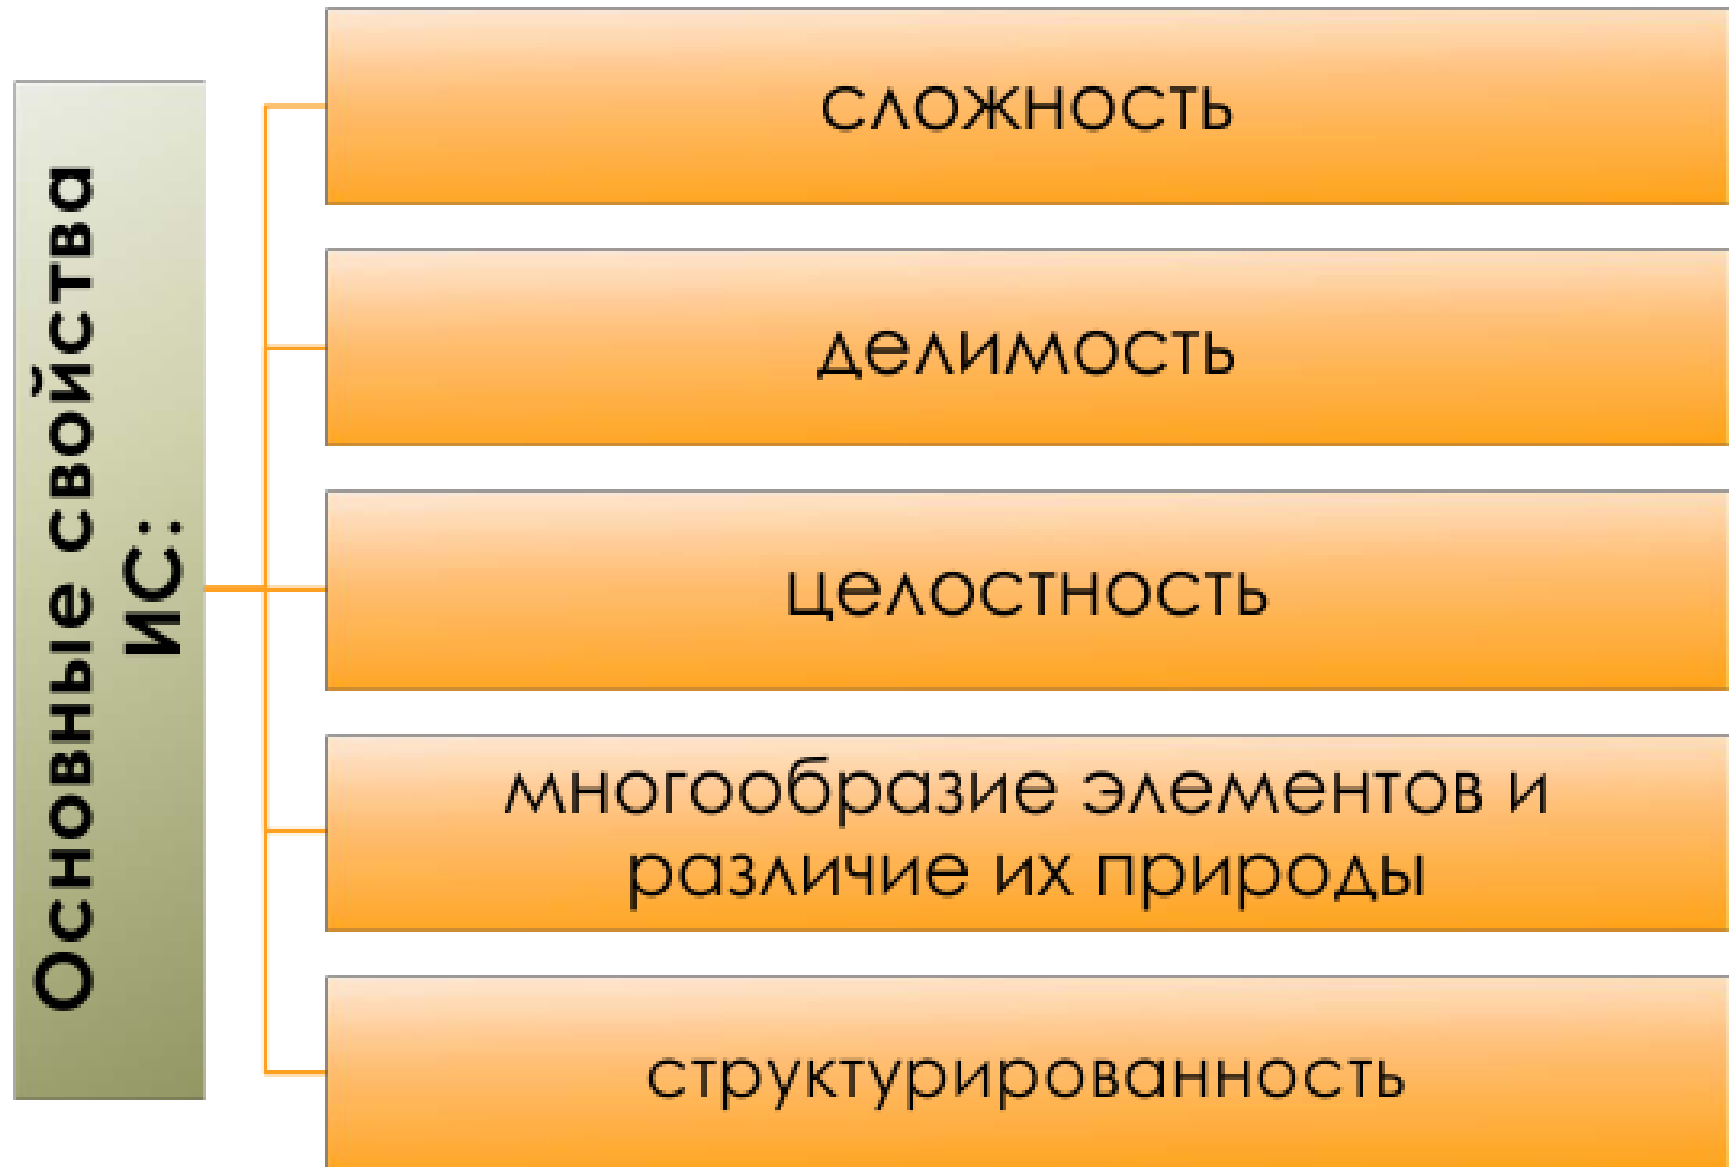 Основные свойства
ИС:
сложность
делимость
целостность
многообразие элементов и
различие их природы
структурированность